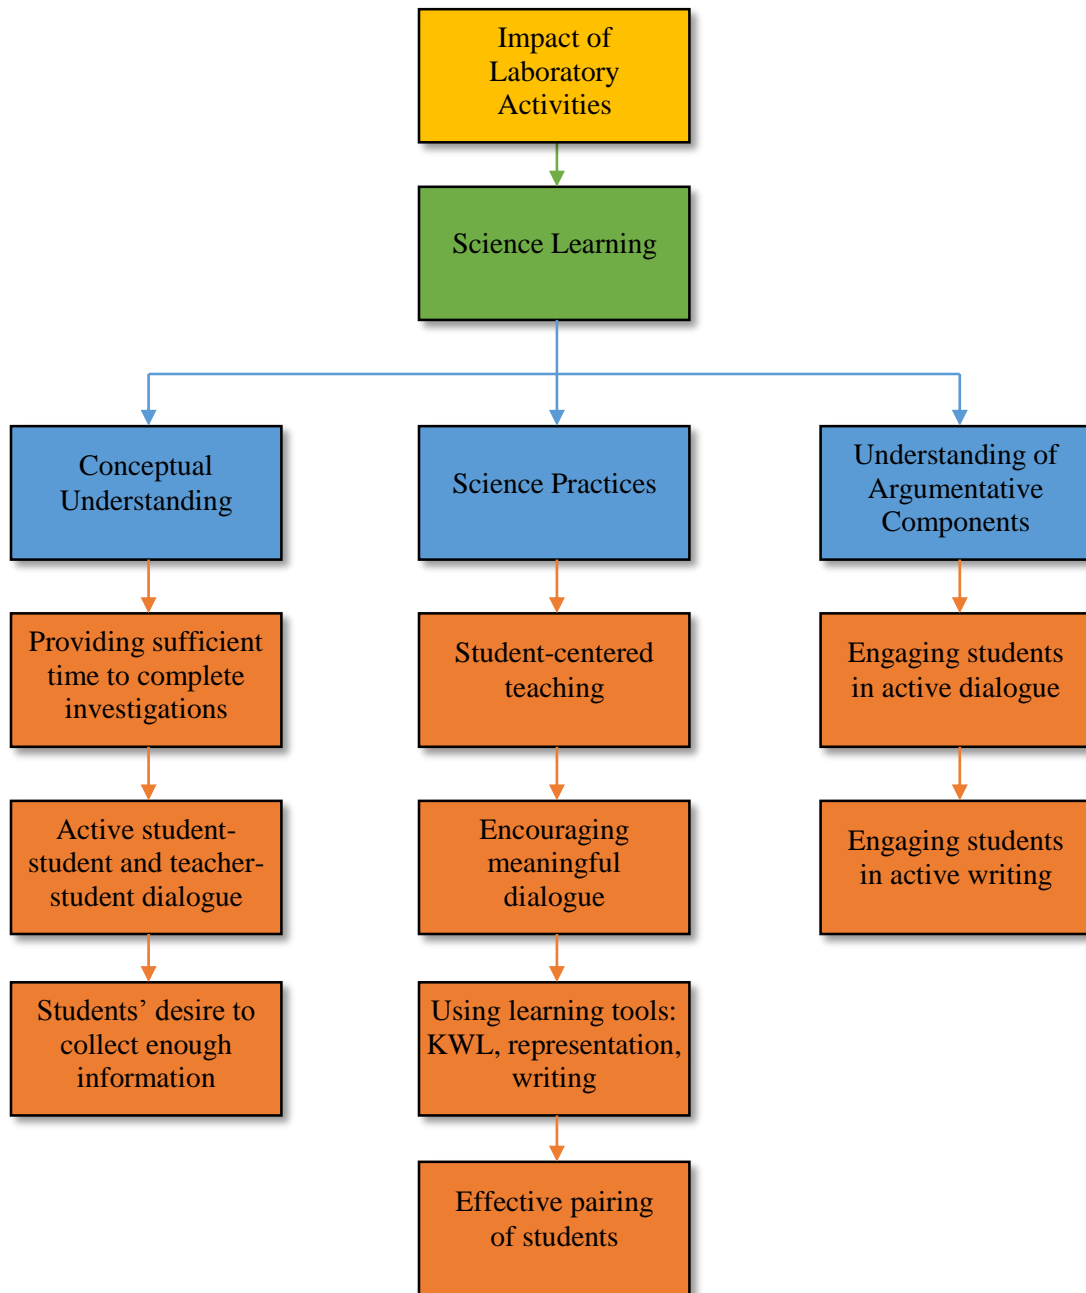 Impact of
Laboratory
Activities
Science Learning
Conceptual
Understanding
Science Practices
Understanding of
Argumentative
Components
Providing sufficient
time to complete
investigations
Student-centered
teaching
Engaging students
in active dialogue
Active student-
student and teacher-
student dialogue
Encouraging
meaningful
dialogue
Engaging students
in active writing
Students’ desire to
collect enough
information
Using learning tools:
KWL, representation,
writing
Effective pairing
of students